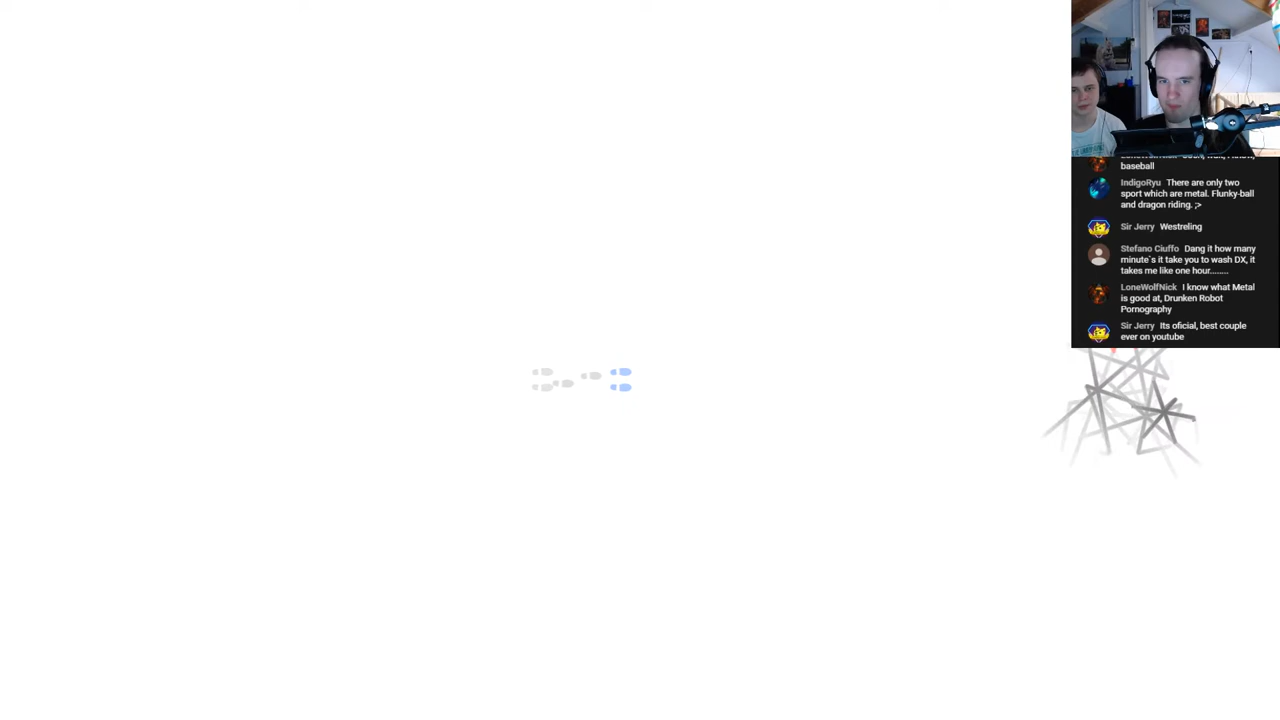 baseball
IndigoRyu There are only two
sport which are metal. Flunky-ball
and dragon riding. ;>
Sir Jerry Westreling
Stefano Ciuffo Dang it how many
minute`s it take you to wash DX, it
takes me like one hour........
LoneWolfNick I know what Metal
is good at, Drunken Robot
Pornography
Sir Jerry Its oficial, best couple
ever on youtube